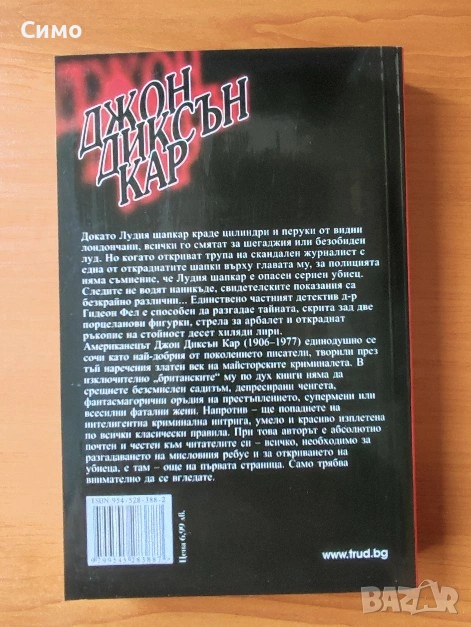 Симо
ДЖОН
ДЖОН
ДИКСЪН
КАР
Докато Лудия шапкар краде цилиндри и перуки от видни
лондончани, всички го смятат за шегаджия или безобиден
луд. Но когато откриват трупа на скандален журналист с
една от откраднатите шапки върху главата му, за полицията
няма съмнение, че Лудия шапкар е опасен сериен убиец.
Следите не водят наникъде, свидетелските показания са
безкрайно различни... Единствено частният детектив д-р
Гидеон Фел е способен да разгадае тайната, скрита зад две
порцеланови фигурки, стрела за арбалет и откраднат
ръкопис на стойност десет хиляди лири.
Американецът Джон Диксън Кар (1906–1977) единодушно се
сочи като най-добрия от поколението писатели, творили през
тъй наречения златен век на майсторските криминалета. В
изключително „британските" му по дух книги няма да
срещнете безсмислен садизъм, депресирани ченгета,
фантасмагорични оръдия на престъплението, супермени или
всесилни фатални жени. Напротив – ще попаднете на
интелигентна криминална интрига, умело и красиво изплетена
по всички класически правила. При това авторът е абсолютно
почтен и честен към читателите си – всичко, необходимо за
разгадаването на мисловния ребус и за откриването на
убиеца, е там – още на първата страница. Само трябва
внимателно да се вгледате.
ISBN 954-528-388-2
9789545283887
Цена 6,99 лв.
www.trud.bg
BAZAR